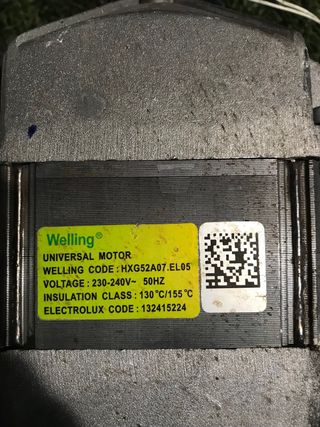 Welling®
UNIVERSAL MOTOR
WELLING CODE : HXG52A07.EL05
VOLTAGE : 230-240V~ 50HZ
INSULATION CLASS : 130℃/155℃
ELECTROLUX CODE : 132415224